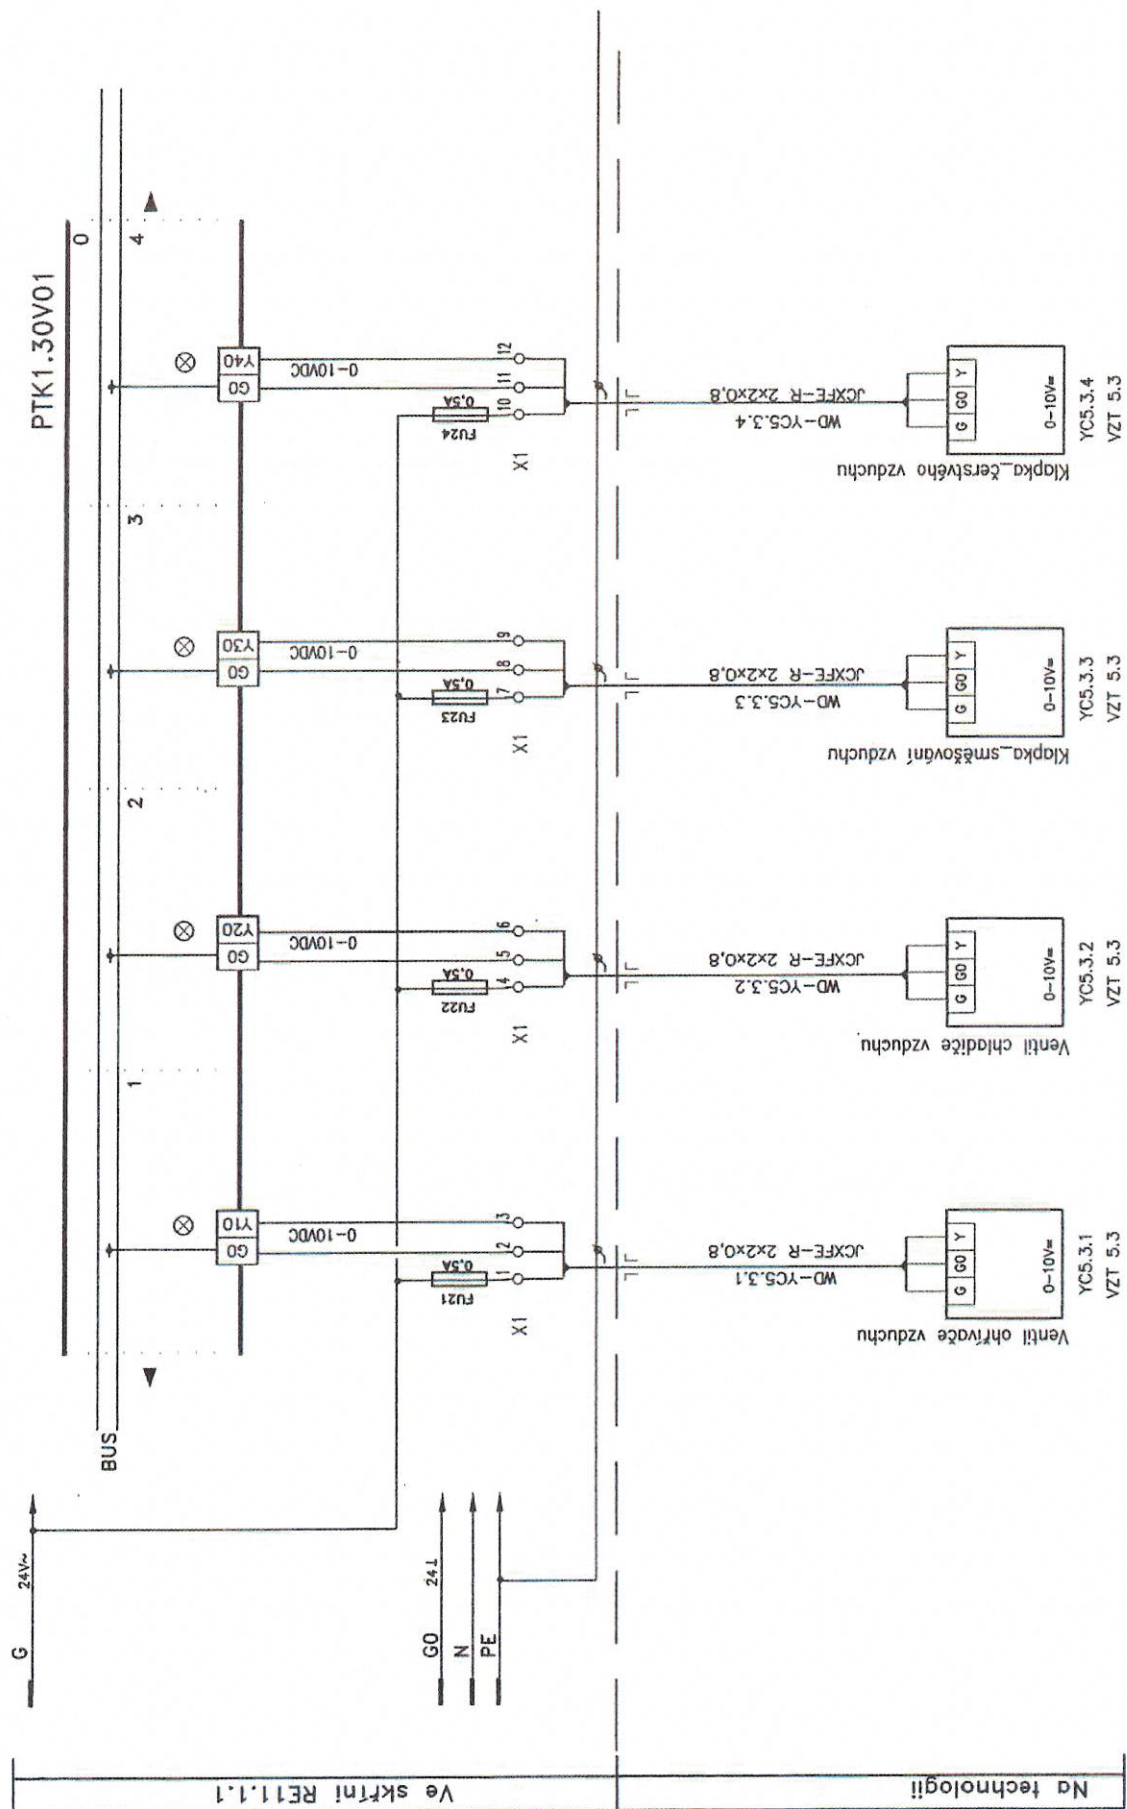 G
24V~
BUS
PTK1.30V01
0
1
2
3
4
G0
Y10
G0
Y20
G0
Y30
G0
Y40
0-10VDC
0-10VDC
0-10VDC
0-10VDC
G0
24⊥
N
PE
FU21
0,5A
FU22
0,5A
FU23
0,5A
FU24
0,5A
X1
1
2
3
X1
4
5
6
X1
7
8
9
X1
10
11
12
WD-YC5.3.1
JCXFE-R 2x2x0,8
WD-YC5.3.2
JCXFE-R 2x2x0,8
WD-YC5.3.3
JCXFE-R 2x2x0,8
WD-YC5.3.4
JCXFE-R 2x2x0,8
Ventil ohřívače vzduchu
G G0 Y
0-10V=
YC5.3.1
VZT 5.3
Ventil chladiče vzduchu
G G0 Y
0-10V=
YC5.3.2
VZT 5.3
Klapka_směšování vzduchu
G G0 Y
0-10V=
YC5.3.3
VZT 5.3
Klapka_čerstvého vzduchu
G G0 Y
0-10V=
YC5.3.4
VZT 5.3
Ve skříni RE11.1.1
Na technologii